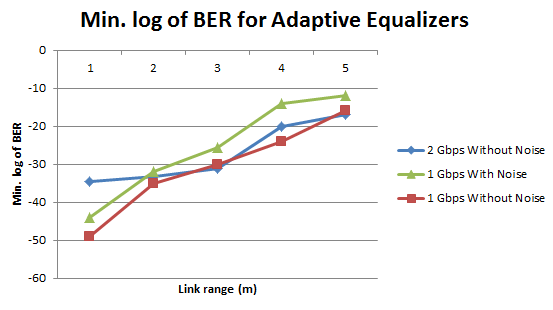 Min. log of BER for Adaptive Equalizers
0
1 2 3 4 5
-10
-20
-30
-40
-50
-60
Min. log of BER
Link range (m)
2 Gbps Without Noise
1 Gbps With Noise
1 Gbps Without Noise